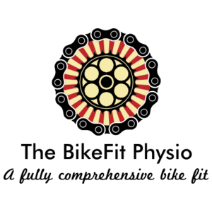 The BikeFit Physio
A fully comprehensive bike fit